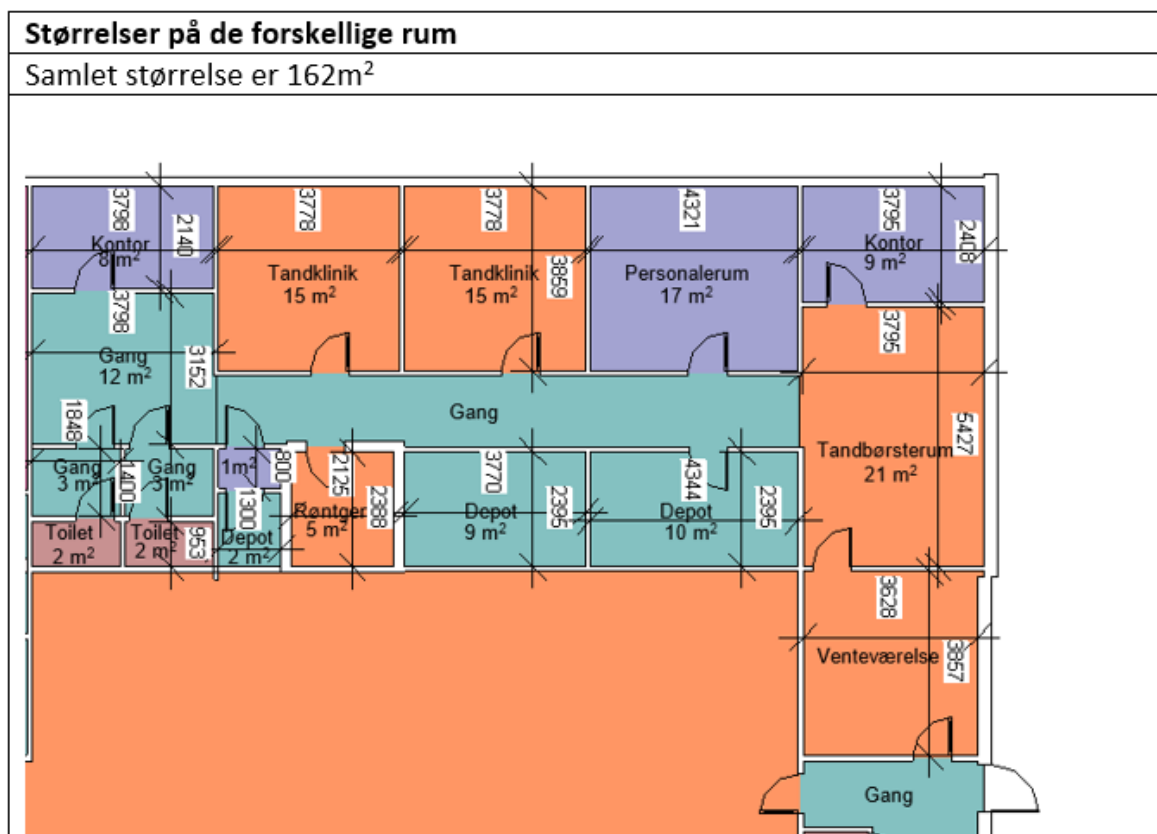 Størrelser på de forskellige rum
Samlet størrelse er 162m²
3798
2140
Kontor
8 m²
3778
Tandklinik
15 m²
3778
3859
Tandklinik
15 m²
4321
Personalerum
17 m²
3795
2408
Kontor
9 m²
3798
3152
Gang
12 m²
Gang
3795
5427
Tandbørsterum
21 m²
1848
Gang
3 m²
1400
Gang
3 m²
1m²
800
1300
Depot
2 m²
2125
2388
Røntger
5 m²
3770
2395
Depot
9 m²
4344
2395
Depot
10 m²
Toilet
2 m²
Toilet
2 m²
953
3628
3857
Venteværelse
Gang